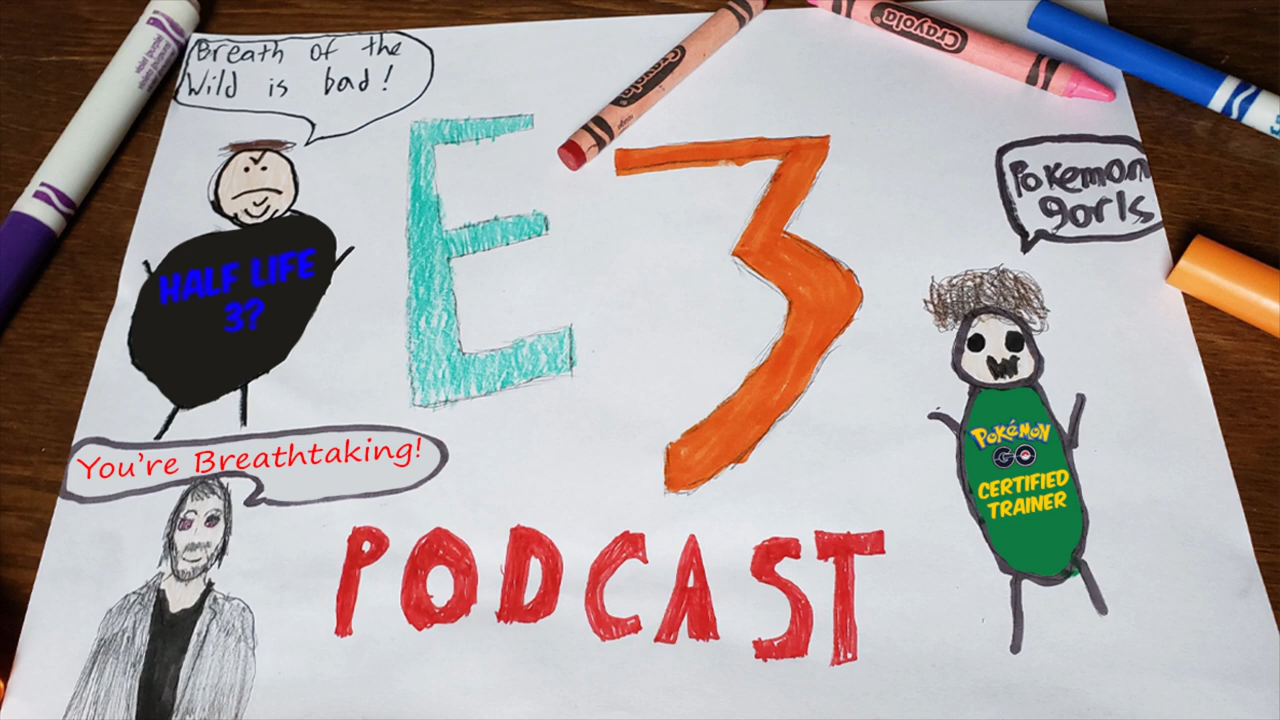 Breath of the
Wild is bad!
HALF LIFE
3?
E3
Pokemon
gorls
POKéMON
GO
CERTIFIED
TRAINER
You're Breathtaking!
PODCAST
Crayola
Crayola